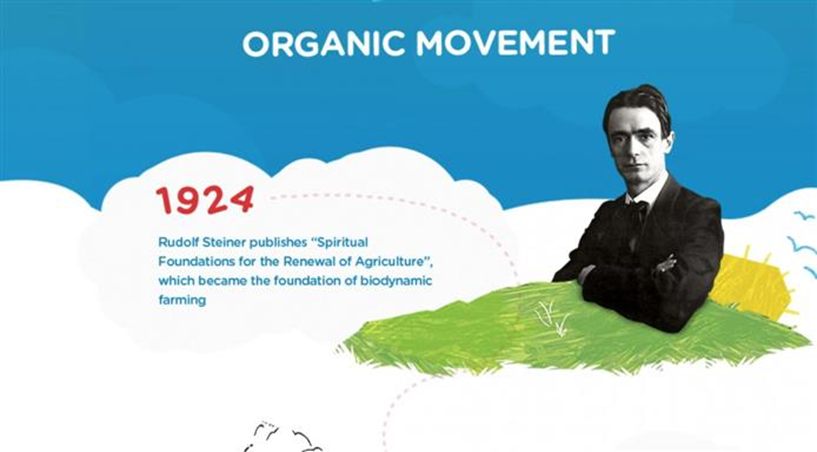 ORGANIC MOVEMENT
1924
Rudolf Steiner publishes “Spiritual
Foundations for the Renewal of Agriculture”,
which became the foundation of biodynamic
farming